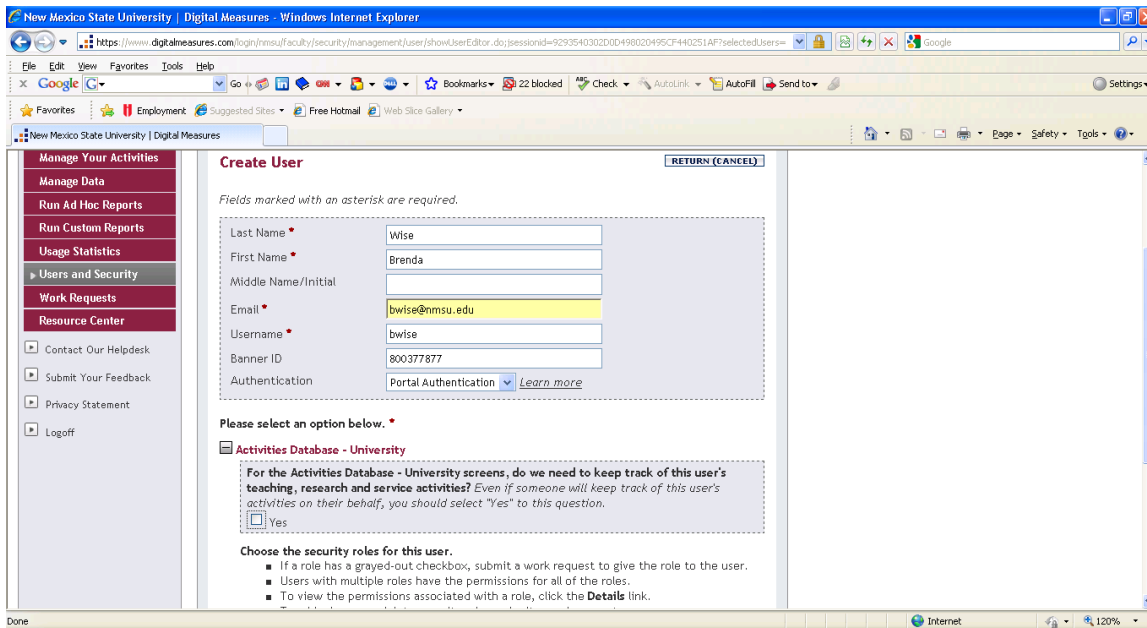 New Mexico State University | Digital Measures - Windows Internet Explorer
https://www.digitalmeasures.com/login/nmsu/faculty/security/management/user/showUserEditor.do;jsessionid=9293540302D0D498020495CF440251AF?selectedUsers=
Google
File Edit View Favorites Tools Help
x Google G Go CNN Bookmarks 22 blocked ABC Check AutoLink AutoFill Send to Settings
Favorites Employment Suggested Sites Free Hotmail Web Slice Gallery
New Mexico State University | Digital Measures
Page Safety Tools
Manage Your Activities
Manage Data
Run Ad Hoc Reports
Run Custom Reports
Usage Statistics
Users and Security
Work Requests
Resource Center
Contact Our Helpdesk
Submit Your Feedback
Privacy Statement
Logoff
Create User
RETURN (CANCEL)
Fields marked with an asterisk are required.
Last Name * Wise
First Name * Brenda
Middle Name/Initial
Email * bwise@nmsu.edu
Username * bwise
Banner ID 800377877
Authentication Portal Authentication Learn more
Please select an option below. *
Activities Database - University
For the Activities Database - University screens, do we need to keep track of this user's
teaching, research and service activities? Even if someone will keep track of this user's
activities on their behalf, you should select "Yes" to this question.
Yes
Choose the security roles for this user.
If a role has a grayed-out checkbox, submit a work request to give the role to the user.
Users with multiple roles have the permissions for all of the roles.
To view the permissions associated with a role, click the Details link.
Done Internet 120%